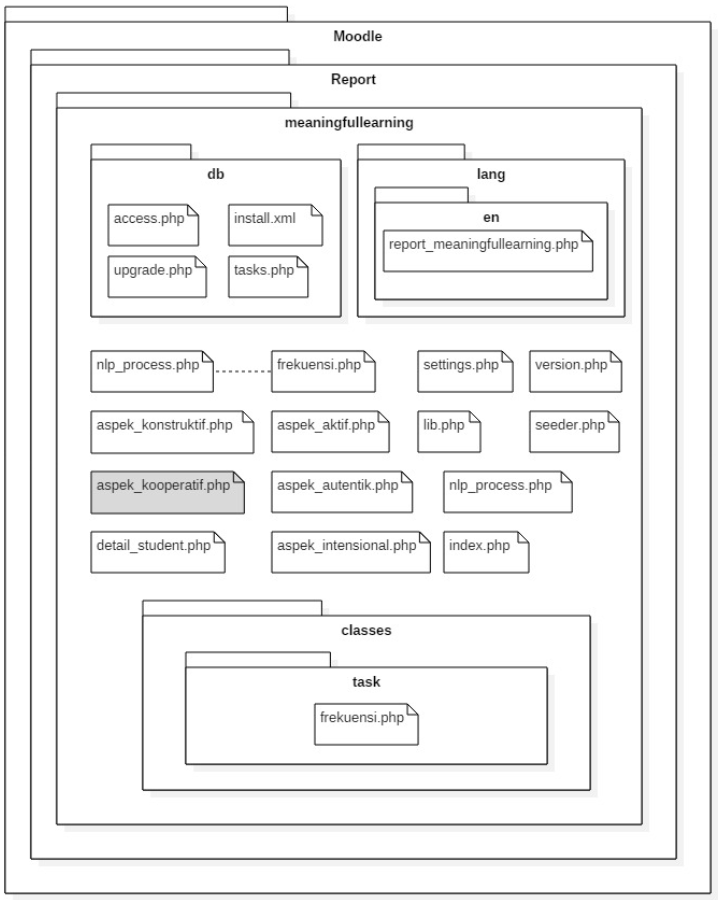 Moodle
Report
meaningfullearning
db
access.php
install.xml
upgrade.php
tasks.php
lang
en
report_meaningfullearning.php
nlp_process.php
frekuensi.php
settings.php
version.php
aspek_konstruktif.php
aspek_aktif.php
lib.php
seeder.php
aspek_kooperatif.php
aspek_autentik.php
nlp_process.php
detail_student.php
aspek_intensional.php
index.php
classes
task
frekuensi.php